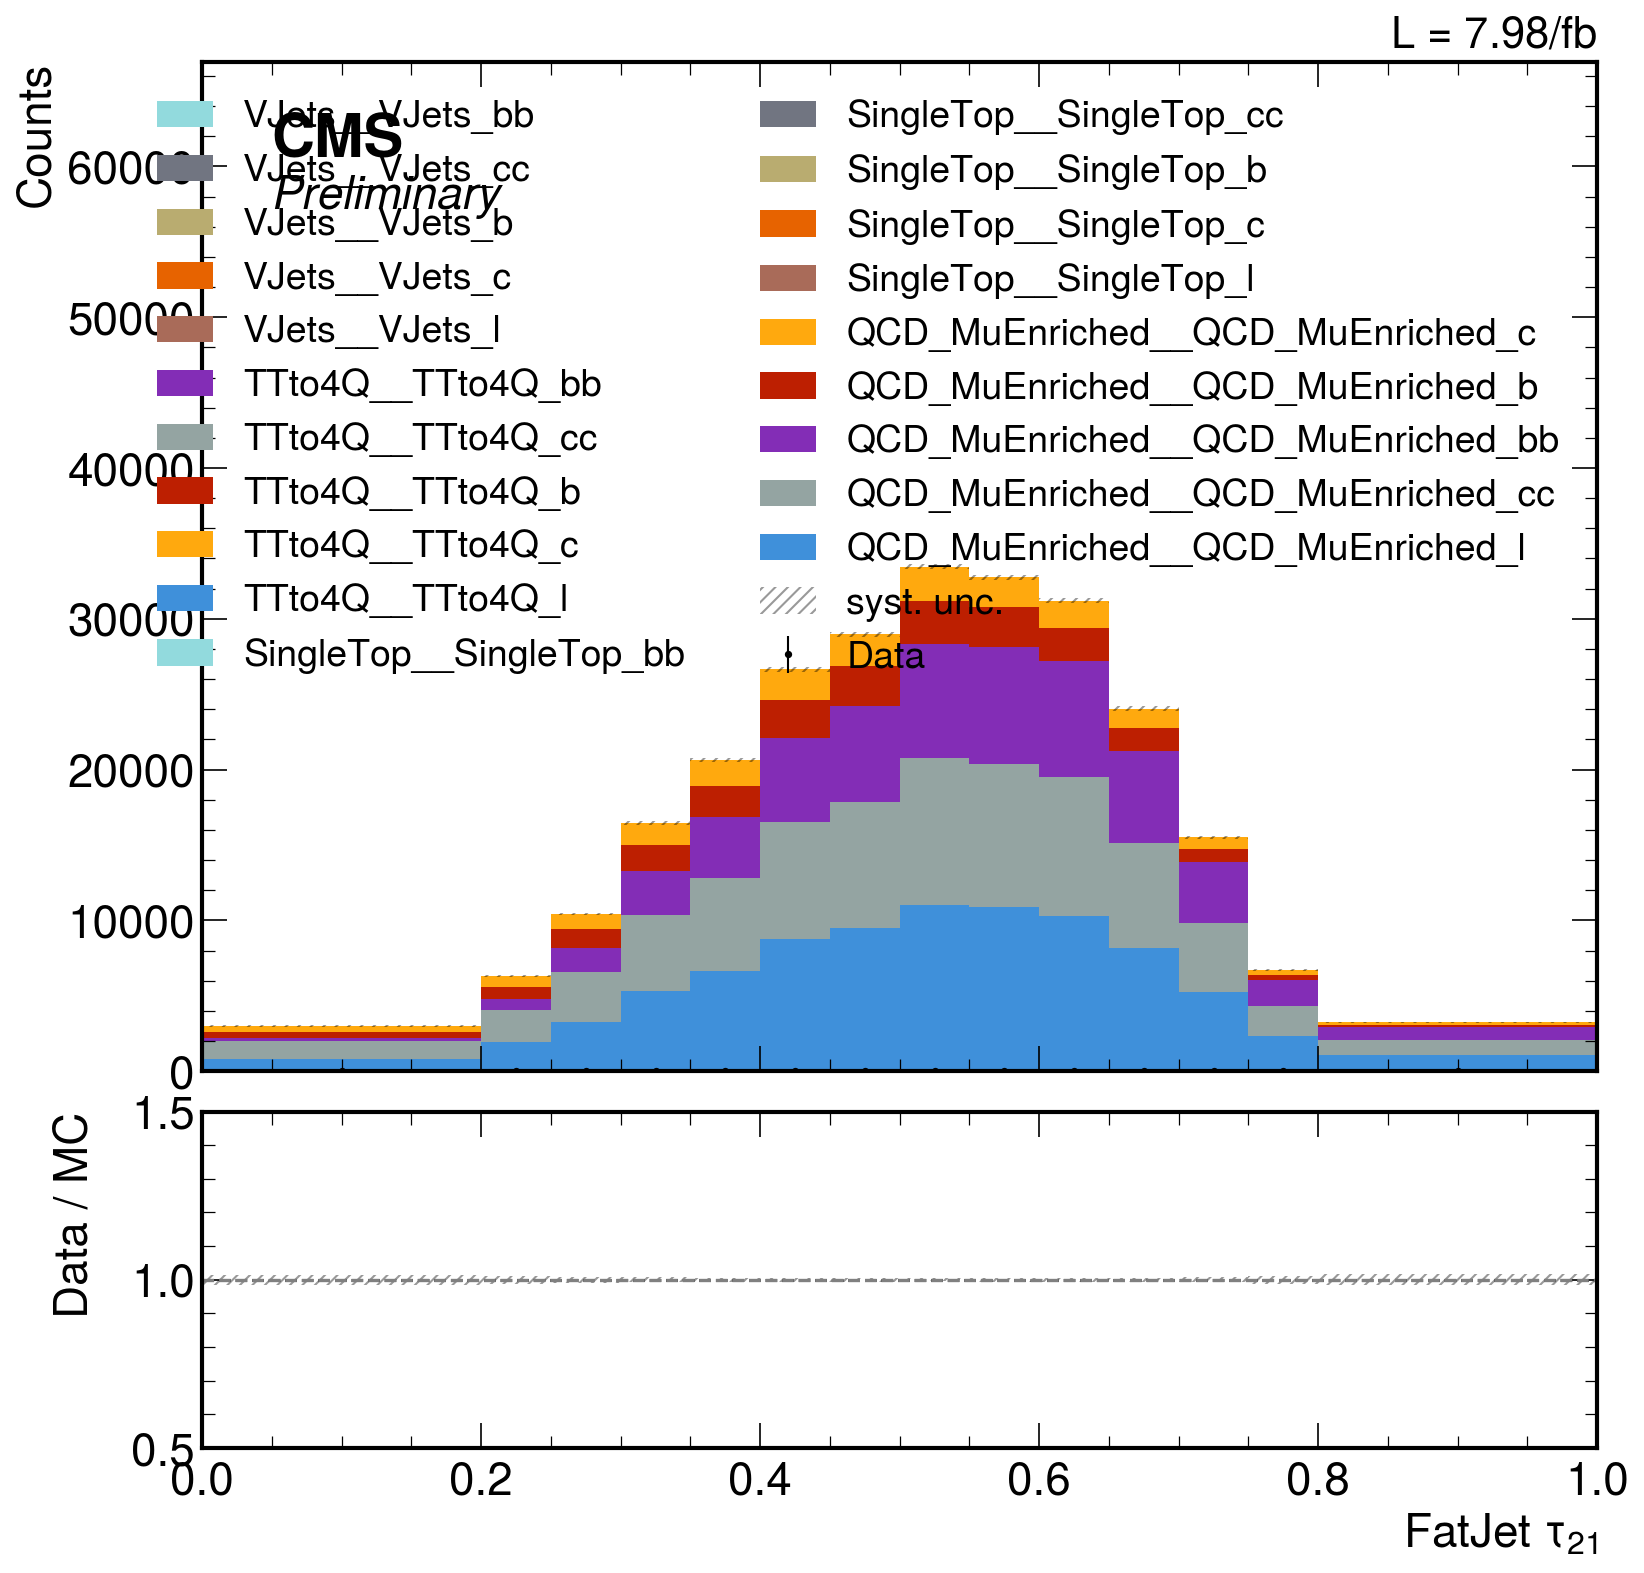 L = 7.98/fb
Counts
CMS
Preliminary
VJets__VJets_bb
VJets__VJets_cc
VJets__VJets_b
VJets__VJets_c
VJets__VJets_l
TTto4Q__TTto4Q_bb
TTto4Q__TTto4Q_cc
TTto4Q__TTto4Q_b
TTto4Q__TTto4Q_c
TTto4Q__TTto4Q_l
SingleTop__SingleTop_bb
SingleTop__SingleTop_cc
SingleTop__SingleTop_b
SingleTop__SingleTop_c
SingleTop__SingleTop_l
QCD_MuEnriched__QCD_MuEnriched_c
QCD_MuEnriched__QCD_MuEnriched_b
QCD_MuEnriched__QCD_MuEnriched_bb
QCD_MuEnriched__QCD_MuEnriched_cc
QCD_MuEnriched__QCD_MuEnriched_l
syst. unc.
Data
60000
50000
40000
30000
20000
10000
0
Data / MC
1.5
1.0
0.5
0.0 0.2 0.4 0.6 0.8 1.0
FatJet τ21